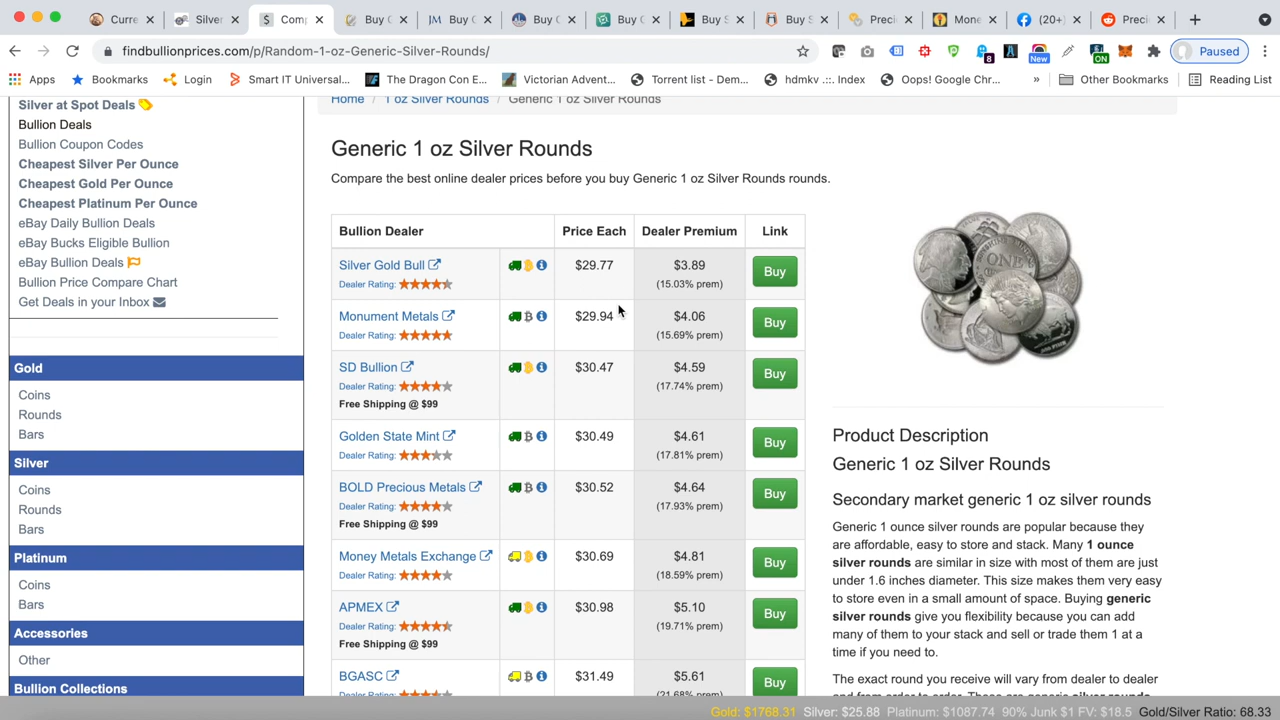 Curre
Silver
Comp
Buy G
JM
Buy G
Buy G
Buy G
Buy S
Buy S
Preci
Mone
(20+)
Preci
findbullionprices.com/p/Random-1-oz-Generic-Silver-Rounds/
8
New
ON
Paused
Apps
Bookmarks
Login
Smart IT Universal...
The Dragon Con E...
Victorial Advent...
Torrent list - Dem...
hdmkv .::. Index
Oops! Google Chr...
»
Other Bookmarks
Reading List
Silver at Spot Deals
Bullion Deals
Bullion Coupon Codes
Cheapest Silver Per Ounce
Cheapest Gold Per Ounce
Cheapest Platinum Per Ounce
eBay Daily Bullion Deals
eBay Bucks Eligible Bullion
eBay Bullion Deals
Bullion Price Compare Chart
Get Deals in your Inbox
Gold
Coins
Rounds
Bars
Silver
Coins
Rounds
Bars
Platinum
Coins
Bars
Accessories
Other
Bullion Collections
Home / 1 oz Silver Rounds / Generic 1 oz Silver Rounds
Generic 1 oz Silver Rounds
Compare the best online dealer prices before you buy Generic 1 oz Silver Rounds rounds.
Bullion Dealer Price Each Dealer Premium Link
Silver Gold Bull $29.77 $3.89 Buy
Dealer Rating: (15.03% prem)
Monument Metals $29.94 $4.06 Buy
Dealer Rating: (15.69% prem)
SD Bullion $30.47 $4.59 Buy
Dealer Rating: (17.74% prem)
Free Shipping @ $99
Golden State Mint $30.49 $4.61 Buy
Dealer Rating: (17.81% prem)
BOLD Precious Metals $30.52 $4.64 Buy
Dealer Rating: (17.93% prem)
Free Shipping @ $99
Money Metals Exchange $30.69 $4.81 Buy
Dealer Rating: (18.59% prem)
APMEX $30.98 $5.10 Buy
Dealer Rating: (19.71% prem)
Free Shipping @ $99
BGASC $31.49 $5.61 Buy
Dealer Rating: (21.68% prem)
ONE
Product Description
Generic 1 oz Silver Rounds
Secondary market generic 1 oz silver rounds
Generic 1 ounce silver rounds are popular because they
are affordable, easy to store and stack. Many 1 ounce
silver rounds are similar in size with most of them are just
under 1.6 inches diameter. This size makes them very easy
to store even in a small amount of space. Buying generic
silver rounds give you flexibility because you can add
many of them to your stack and sell or trade them 1 at a
time if you need to.
The exact round you receive will vary from dealer to dealer
Gold: $1768.31 Silver: $25.88 Platinum: $1087.74 90% Junk $1 FV: $18.5 Gold/Silver Ratio: 68.33